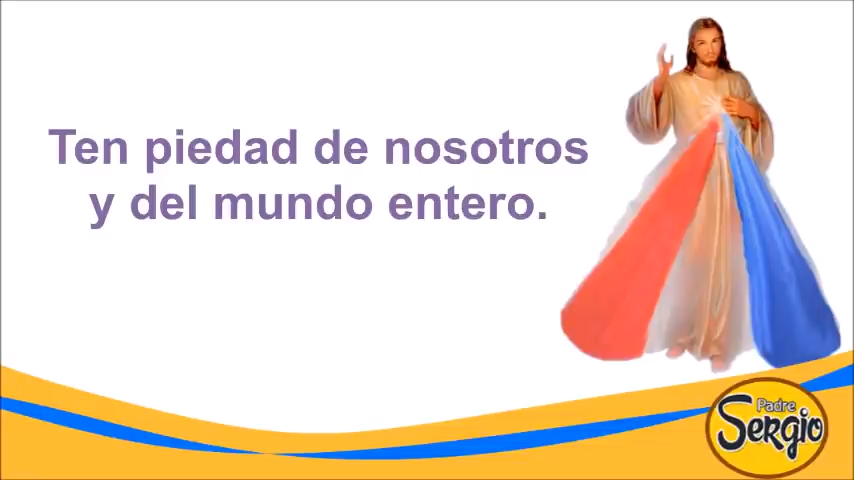 Ten piedad de nosotros
y del mundo entero.
Padre
Sergio